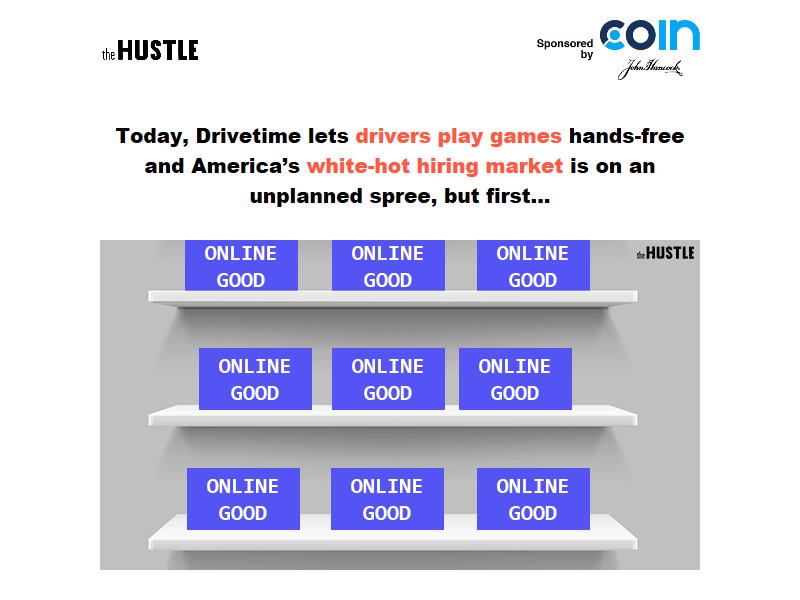 the HUSTLE
Sponsored by
coin
John Hancock
Today, Drivetime lets drivers play games hands-free
and America’s white-hot hiring market is on an
unplanned spree, but first...
the HUSTLE
ONLINE GOOD
ONLINE GOOD
ONLINE GOOD
ONLINE GOOD
ONLINE GOOD
ONLINE GOOD
ONLINE GOOD
ONLINE GOOD
ONLINE GOOD